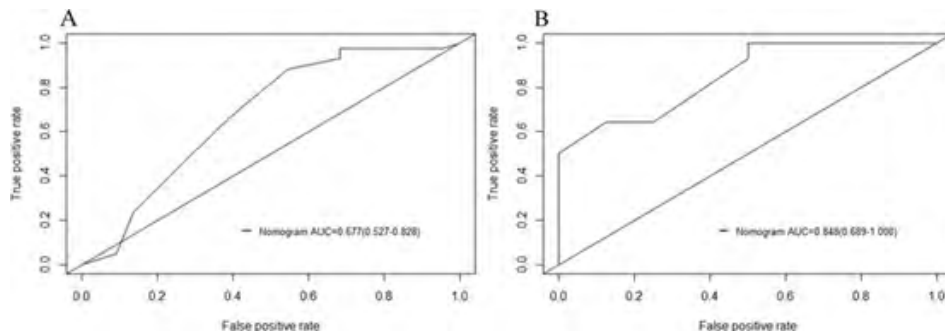 A
True positive rate
1.0
0.8
0.6
0.4
0.2
0.0
Nomogram AUC=0.677(0.527-0.828)
0.0 0.2 0.4 0.6 0.8 1.0
False positive rate
B
True positive rate
1.0
0.8
0.6
0.4
0.2
0.0
Nomogram AUC=0.848(0.689-1.000)
0.0 0.2 0.4 0.6 0.8 1.0
False positive rate